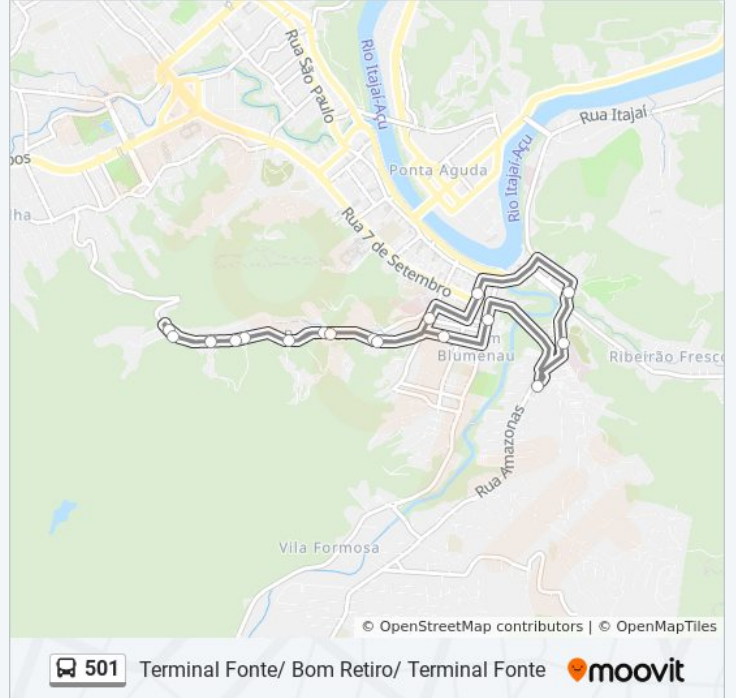 Rua São Paulo
Rio Itajaí-Açu
Rua Itajaí
Ponta Aguda
Rio Itajaí-Açu
Rua 7 de Setembro
Blumenau
Ribeirão Fresco
Rua Amazonas
Vila Formosa
© OpenStreetMap contributors | © OpenMapTiles
501 Terminal Fonte/ Bom Retiro/ Terminal Fonte moovit